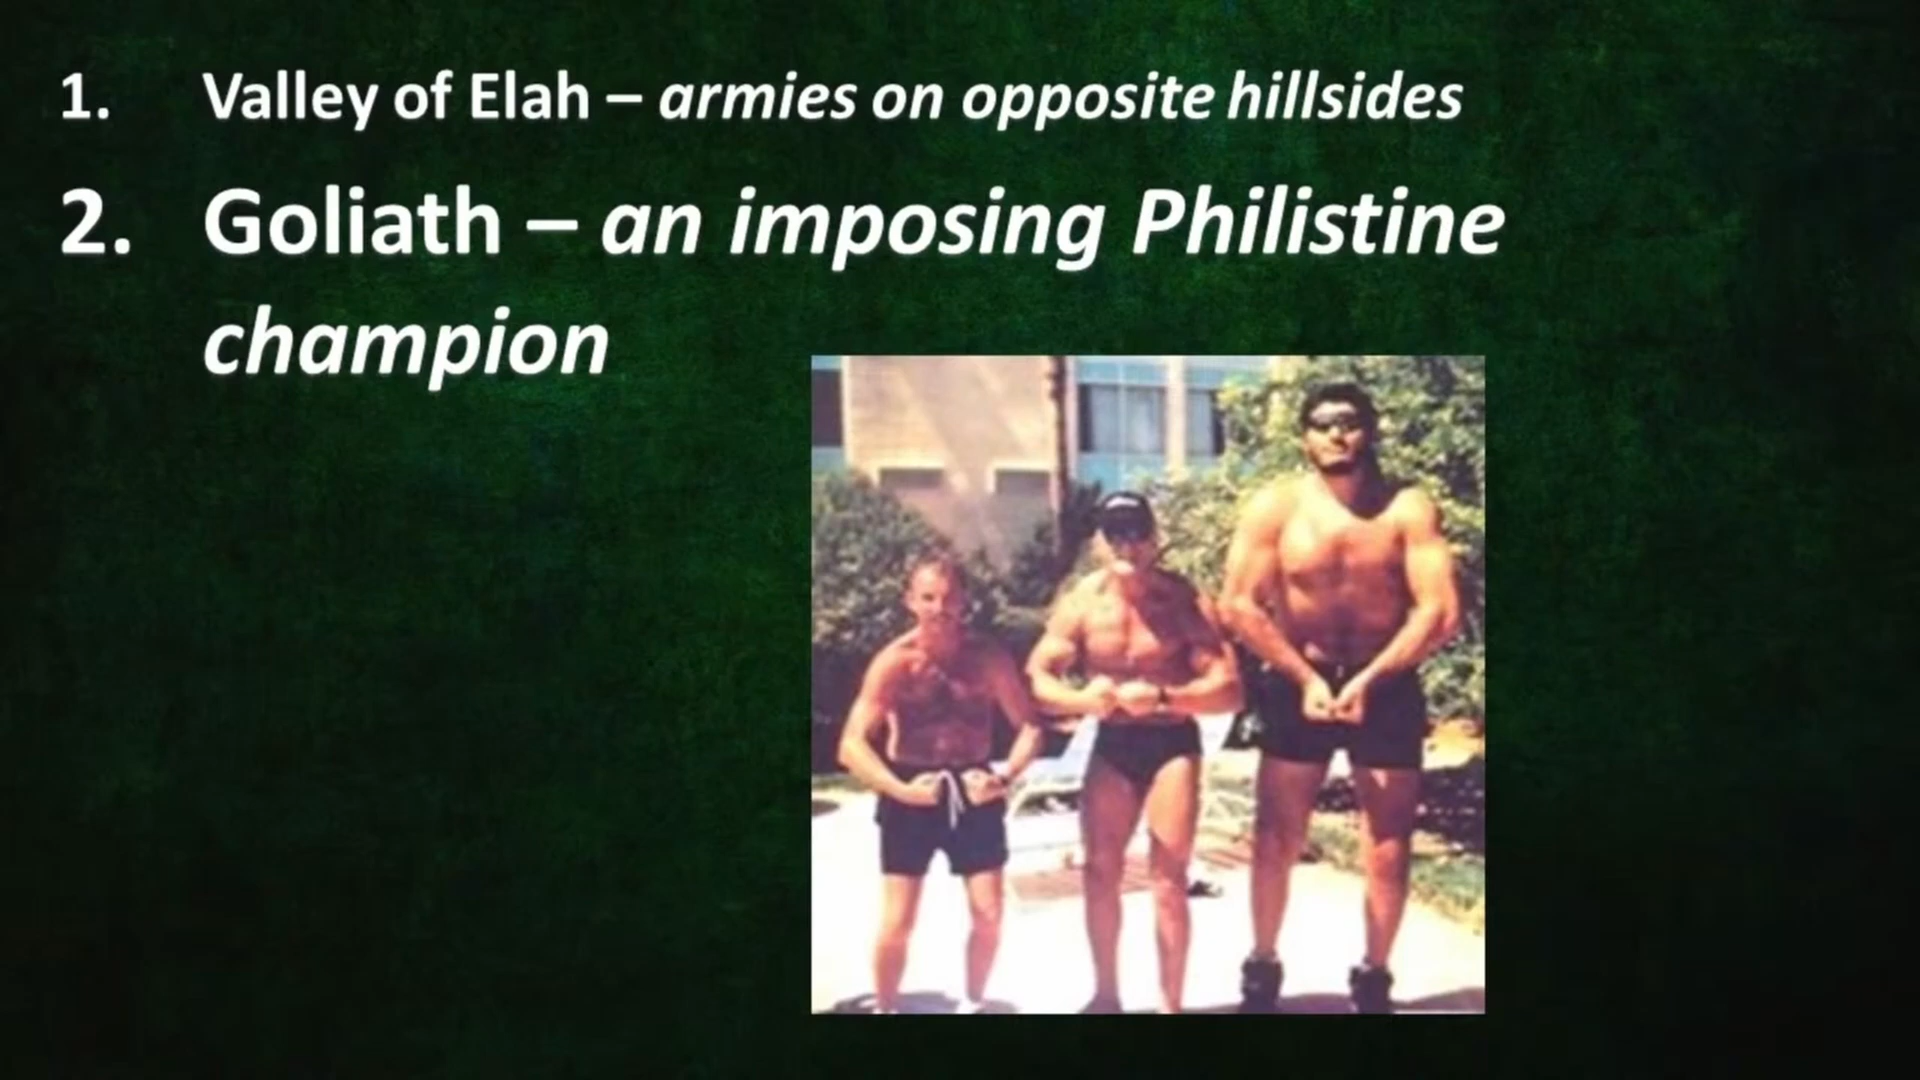 1. Valley of Elah – armies on opposite hillsides
2. Goliath – an imposing Philistine
champion